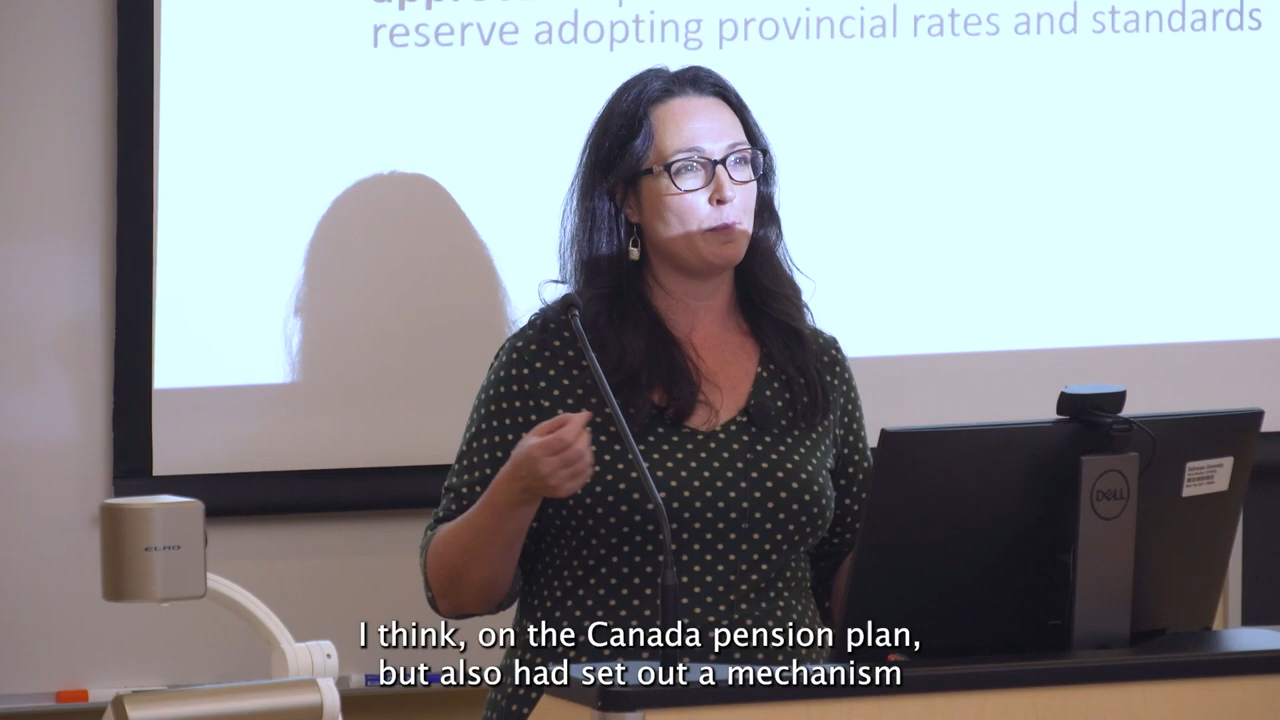 reserve adopting provincial rates and standards
ELMO
DELL
I think, on the Canada pension plan,
but also had set out a mechanism